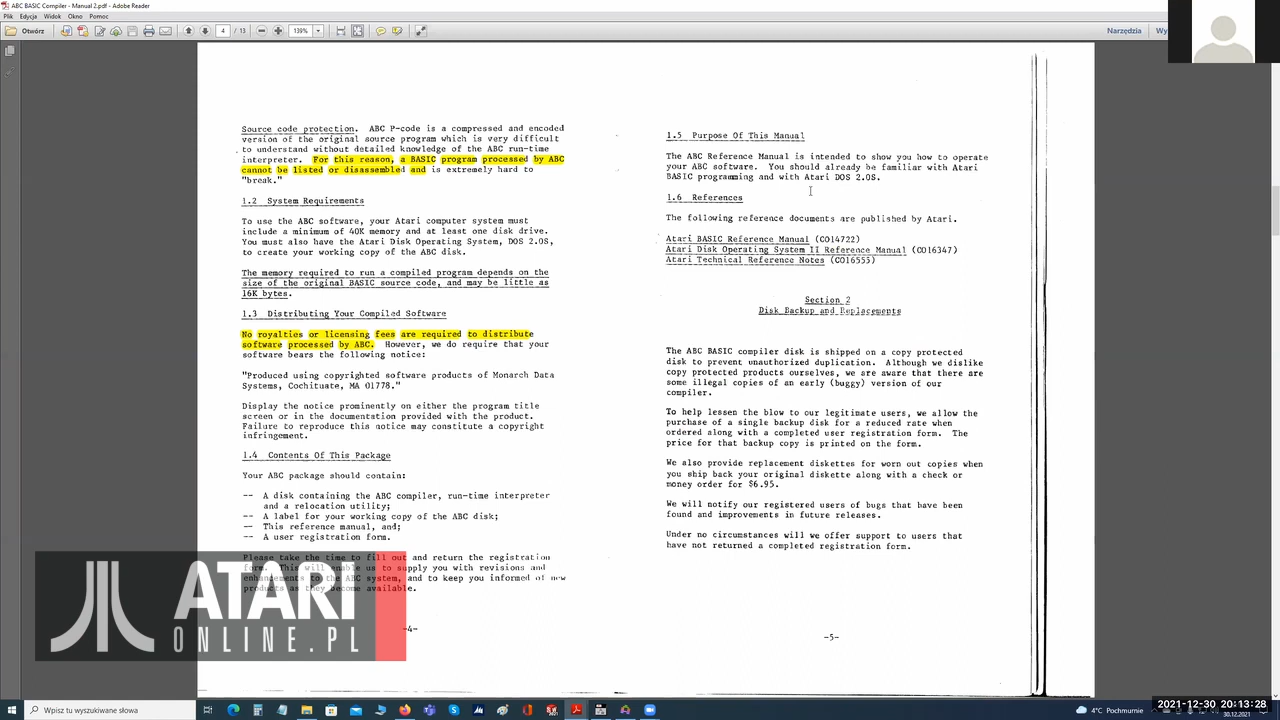 ABC BASIC Compiler - Manual 2.pdf - Adobe Reader
Plik Edycja Widok Okno Pomoc
Otwórz 4 / 13 139% Narzędzia
Source code protection. ABC P-code is a compressed and encoded
version of the original source program which is very difficult
to understand without detailed knowledge of the ABC run-time
interpreter. For this reason, a BASIC program processed by ABC
cannot be listed or disassembled and is extremely hard to
"break."
1.2 System Requirements
To use the ABC software, your Atari computer system must
include a minimum of 40K memory and at least one disk drive.
You must also have the Atari Disk Operating System, DOS 2.0S,
to create your working copy of the ABC disk.
The memory required to run a compiled program depends on the
size of the original BASIC source code, and may be little as
16K bytes.
1.3 Distributing Your Compiled Software
No royalties or licensing fees are required to distribute
software processed by ABC. However, we do require that your
software bears the following notice:
"Produced using copyrighted software products of Monarch Data
Systems, Cochituate, MA 01778."
Display the notice prominently on either the program title
screen or in the documentation provided with the product.
Failure to reproduce this notice may constitute a copyright
infringement.
1.4 Contents Of This Package
Your ABC package should contain:
-- A disk containing the ABC compiler, run-time interpreter
and a relocation utility;
-- A label for your working copy of the ABC disk;
-- This reference manual, and;
-- A user registration form.
Please take the time to fill out and return the registration
form. This will enable us to supply you with revisions and
enhancements to the ABC system, and to keep you informed of new
products as they become available.
-4-
1.5 Purpose Of This Manual
The ABC Reference Manual is intended to show you how to operate
your ABC software. You should already be familiar with Atari
BASIC programming and with Atari DOS 2.0S.
1.6 References
The following reference documents are published by Atari.
Atari BASIC Reference Manual (CO14722)
Atari Disk Operating System II Reference Manual (CO16347)
Atari Technical Reference Notes (CO16555)
Section 2
Disk Backup and Replacements
The ABC BASIC compiler disk is shipped on a copy protected
disk to prevent unauthorized duplication. Although we dislike
copy protected products ourselves, we are aware that there are
some illegal copies of an early (buggy) version of our
compiler.
To help lessen the blow to our legitimate users, we allow the
purchase of a single backup disk for a reduced rate when
ordered along with a completed user registration form. The
price for that backup copy is printed on the form.
We also provide replacement diskettes for worn out copies when
you ship back your original diskette along with a check or
money order for $6.95.
We will notify our registered users of bugs that have been
found and improvements in future releases.
Under no circumstances will we offer support to users that
have not returned a completed registration form.
-5-
ATARI
ONLINE.PL
Wpisz tu wyszukiwane słowa
4°C Pochmurnie
2021-12-30 20:13:28
30.12.2021